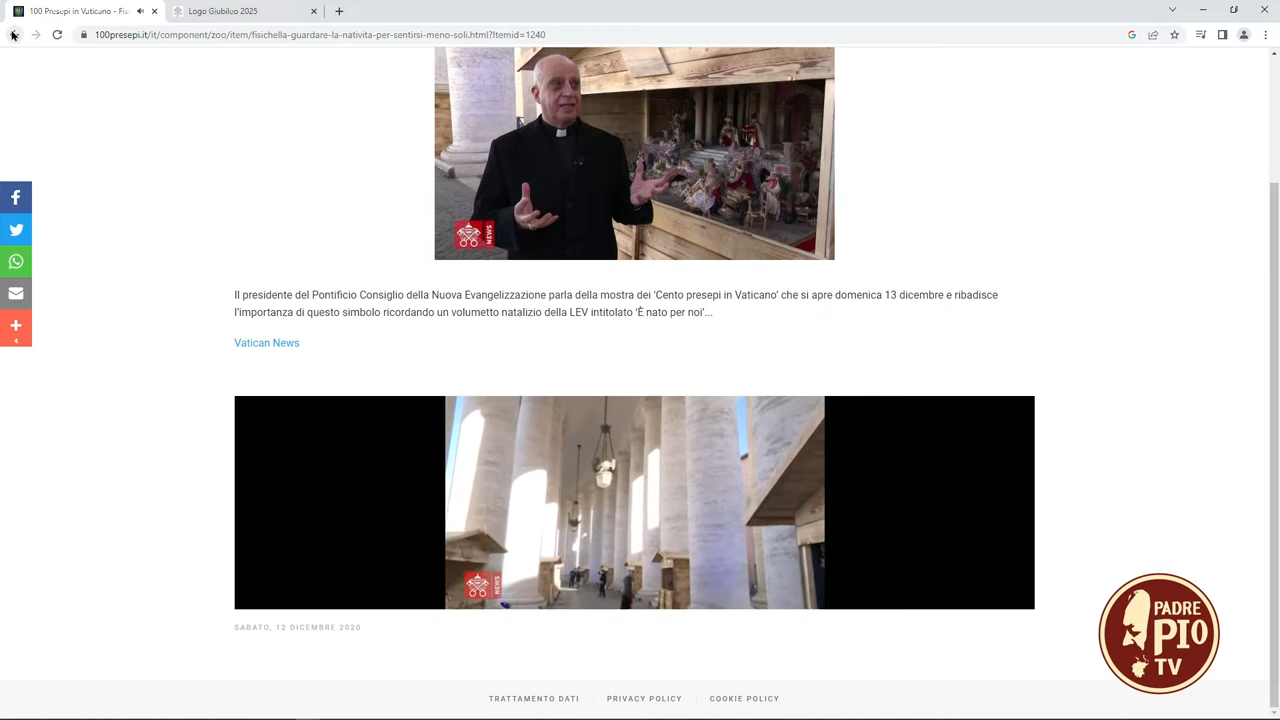 100 Presepi in Vaticano - Fi
Logo Giubileo 2025
100presepi.it/it/component/zoo/item/fisichella-guardare-la-nativita-per-sentirsi-meno-soli.html?Itemid=1240
NEWS
4
Il presidente del Pontificio Consiglio della Nuova Evangelizzazione parla della mostra dei ‘Cento presepi in Vaticano’ che si apre domenica 13 dicembre e ribadisce
l’importanza di questo simbolo ricordando un volumetto natalizio della LEV intitolato ‘È nato per noi’...
Vatican News
NEWS
SABATO, 12 DICEMBRE 2020
PADRE
PIO
TV
TRATTAMENTO DATI
PRIVACY POLICY
COOKIE POLICY